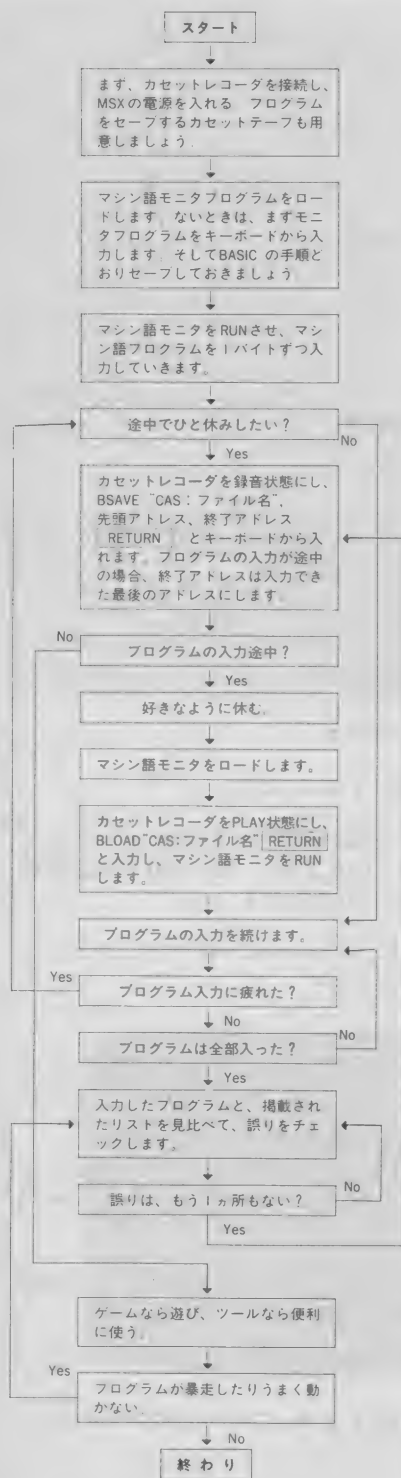 スタート
まず、カセットレコーダを接続し、
MSXの電源を入れる プログラム
をセーブするカセットテーフも用
意しましょう.
マシン語モニタプログラムをロー
ドします ないときは、まずモニ
タプログラムをキーボードから入
力します. そしてBASIC の手順ど
おりセーブしておきましょう
マシン語モニタをRUNさせ、マシ
ン語プログラムを1バイトずつ入
力していきます。
途中でひと休みしたい？
No
Yes
カセットレコーダを録音状態にし、
BSAVE "CAS：ファイル名",
先頭アトレス、終了アドレス
RETURN とキーボードから入
れます. プログラムの入力が途中
の場合、終了アドレスは入力でき
た最後のアドレスにします.
No
プログラムの入力途中？
Yes
好きなように休む.
マシン語モニタをロードします。
カセットレコーダをPLAY状態にし、
BLOAD"CAS:ファイル名" RETURN
と入力し、マシン語モニタをRUN
します。
プログラムの入力を続けます。
Yes
プログラム入力に疲れた？
No
プログラムは全部入った？
No
Yes
入力したプログラムと、掲載され
たリストを見比べて、誤りをチェ
ックします。
誤りは、もう1ヵ所もない？
No
Yes
ゲームなら遊び、ツールなら便利
に使う.
Yes
プログラムか暴走したりうまく動
かない.
No
終わり